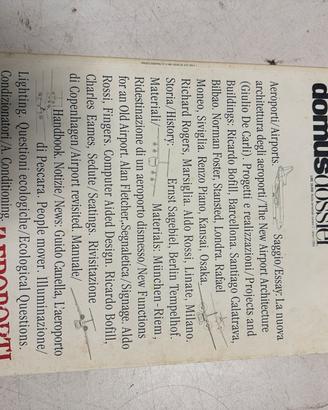 domusdossier
Aeroporti/Airports
Saggio/Essay: La nuova
architettura degli aeroporti/The New Airport Architecture
(Giulio De Carli). Progetti e realizzazioni/Projects and
Buildings: Ricardo Bofill, Barcellona. Santiago Calatrava,
Bilbao. Norman Foster, Stansted, Londra. Rafael
Moneo, Siviglia. Renzo Piano, Kansai, Osaka.
Richard Rogers, Marsiglia. Aldo Rossi, Linate, Milano.
Storia/History: Ernst Sagebiel, Berlin Tempelhof.
Materiali/ Materials: München-Riem,
Ridestinazione di un aeroporto dismesso/New Functions
for an Old Airport. Alan Fletcher, Segnaletica/Signage. Aldo
Rossi, Fingers. Computer Aided Design. Ricardo Bofill,
Charles Eames, Sedute/Seatings. Rivisitazione
di Copenhagen/Airport revisited. Manuale/
Handbook. Notizie/News: Guido Canella, L'aeroporto
di Pescara. People mover. Illuminazione/
Lighting. Questioni ecologiche/Ecological Questions.
Condizionatori/A. Conditioning.
AEROPORTI